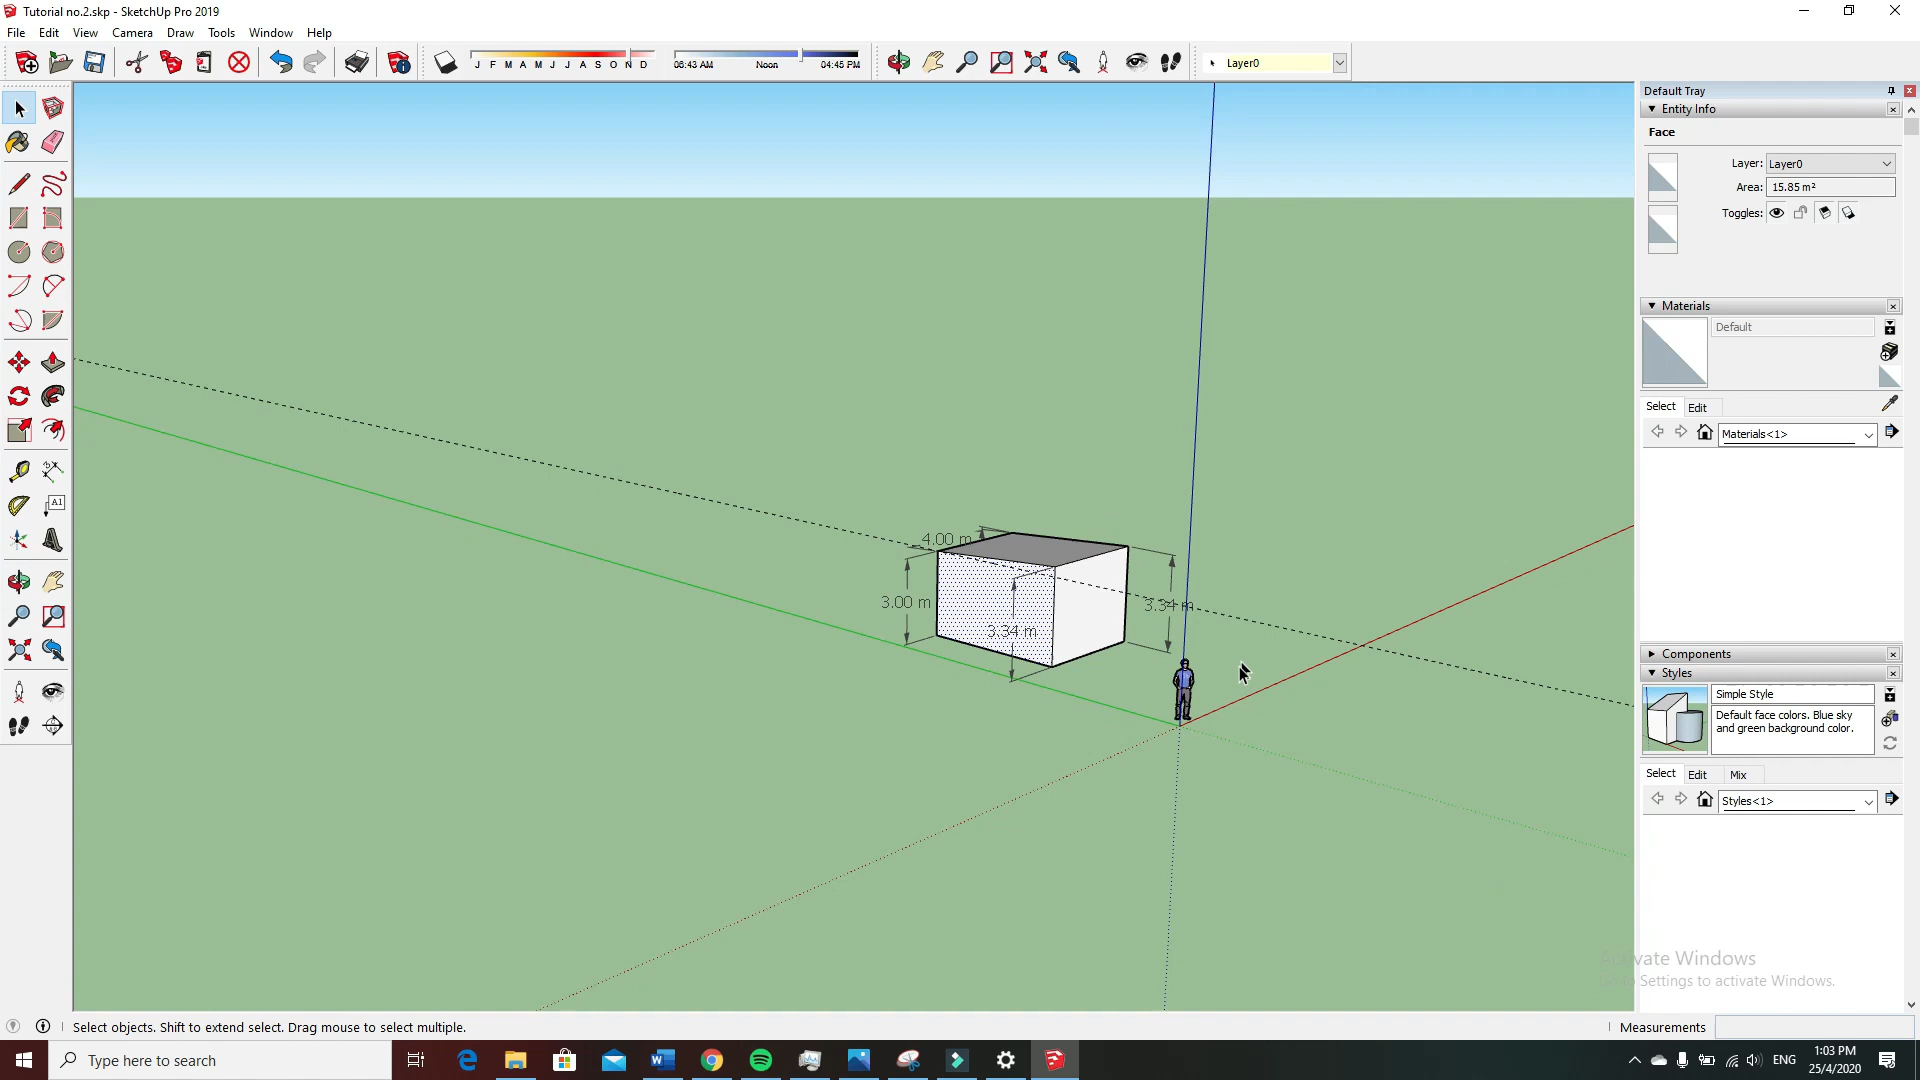 Tutorial no.2.skp - SketchUp Pro 2019
File Edit View Camera Draw Tools Window Help
J F M A M J J A S O N D
06:43 AM Noon 04:45 PM
Layer0
Default Tray
Entity Info
Face
Layer: Layer0
Area: 15.85 m²
Toggles:
Materials
Default
Select Edit
Materials<1>
A1
4.00 m
3.00 m
3.34 m
3.34 m
Components
Styles
Simple Style
Default face colors. Blue sky
and green background color.
Select Edit Mix
Styles<1>
Activate Windows
Go to Settings to activate Windows.
Select objects. Shift to extend select. Drag mouse to select multiple.
Measurements
Type here to search
ENG
1:03 PM
25/4/2020